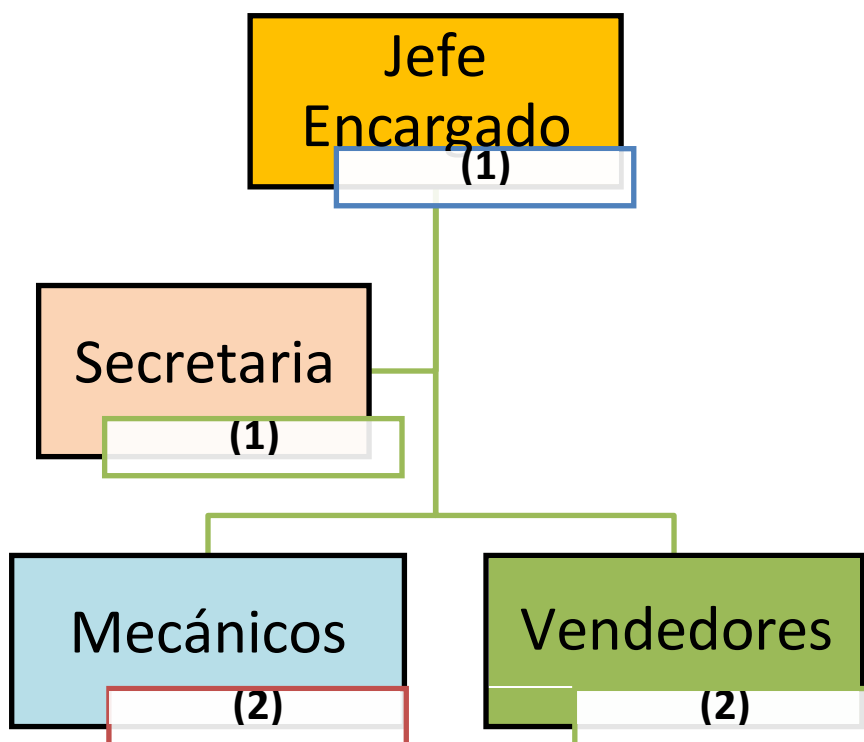 Jefe
Encargado
(1)
Secretaria
(1)
Mecánicos
(2)
Vendedores
(2)